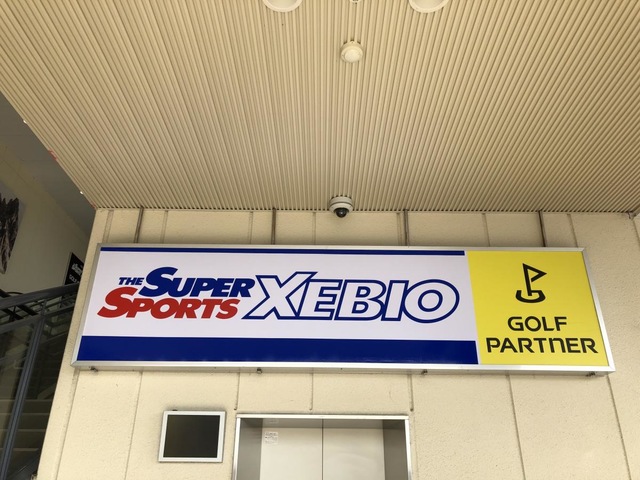 THE SUPER
SPORTS XEBIO
GOLF
PARTNER